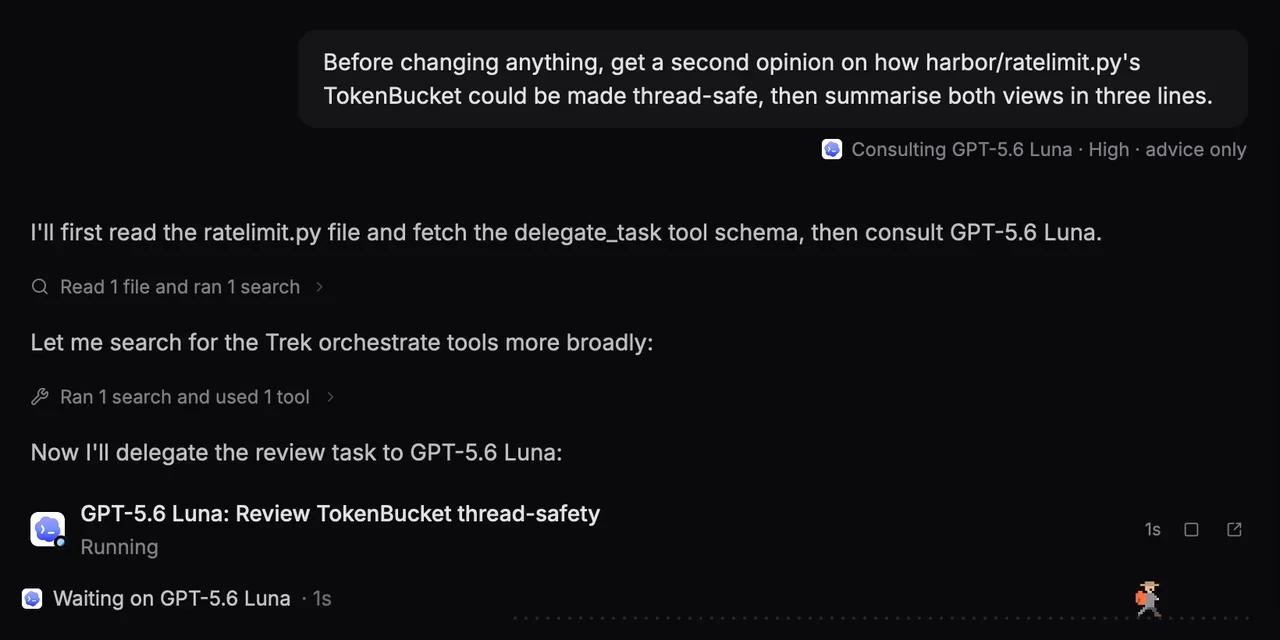 Before changing anything, get a second opinion on how harbor/ratelimit.py's
TokenBucket could be made thread-safe, then summarise both views in three lines.
Consulting GPT-5.6 Luna · High · advice only
I'll first read the ratelimit.py file and fetch the delegate_task tool schema, then consult GPT-5.6 Luna.
Read 1 file and ran 1 search
Let me search for the Trek orchestrate tools more broadly:
Ran 1 search and used 1 tool
Now I'll delegate the review task to GPT-5.6 Luna:
GPT-5.6 Luna: Review TokenBucket thread-safety
Running
1s
Waiting on GPT-5.6 Luna · 1s